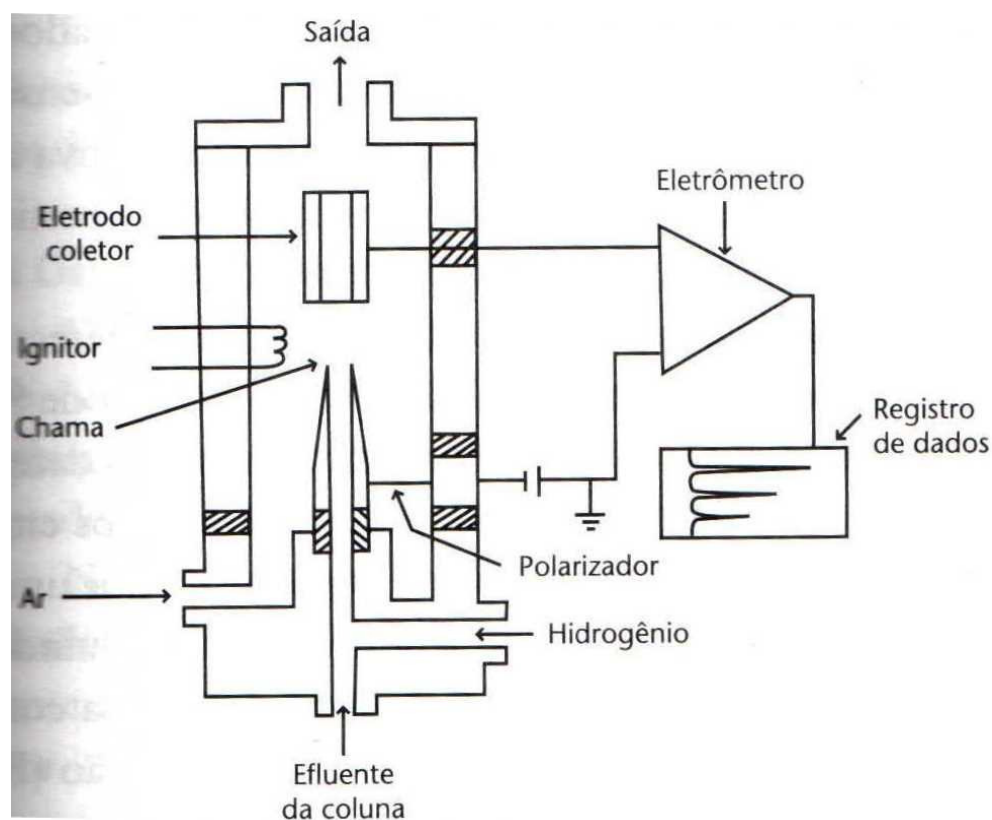 Saída
Eletrômetro
Eletrodo
coletor
Ignitor
Chama
Registro
de dados
Polarizador
Ar
Hidrogênio
Efluente
da coluna